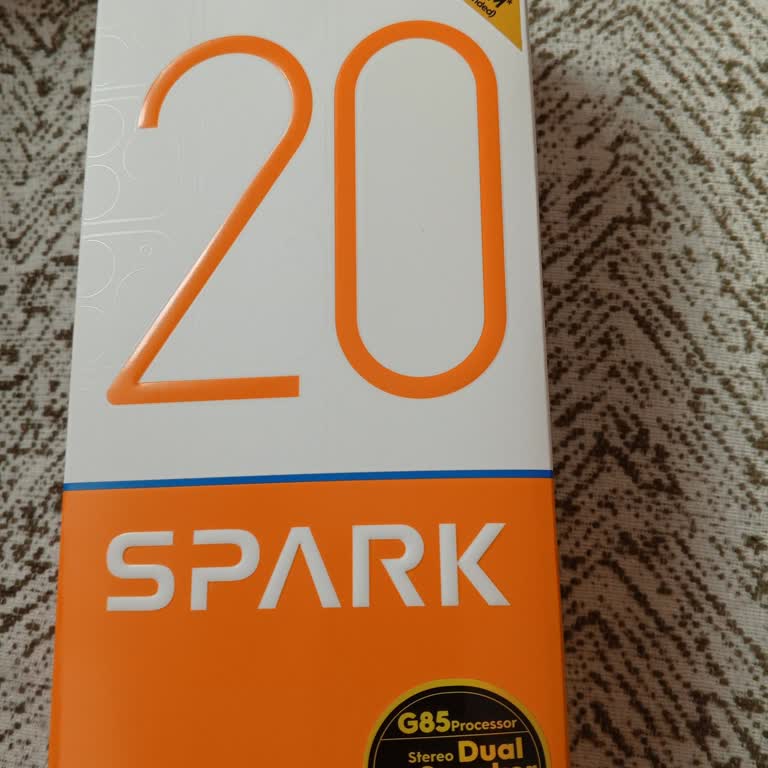 20
SPARK
G85 Processor
Stereo Dual